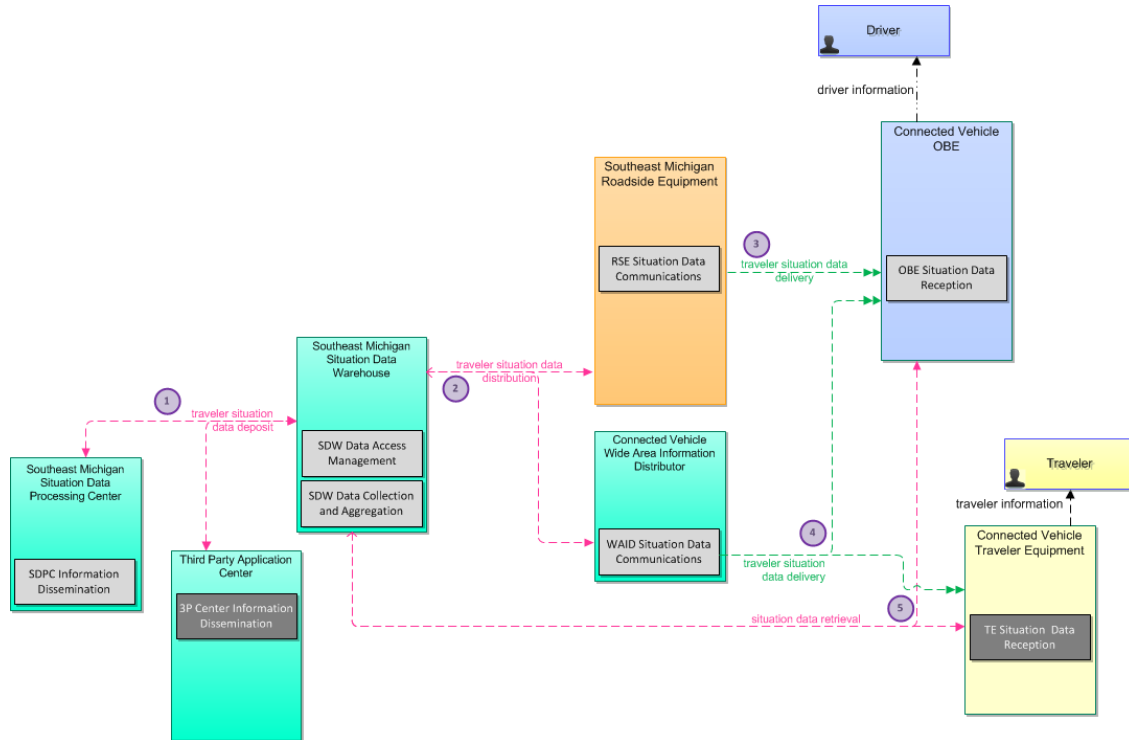 Driver
driver information
Connected Vehicle
OBE
Southeast Michigan
Roadside Equipment
3
RSE Situation Data
Communications
traveler situation data
delivery
OBE Situation Data
Reception
Southeast Michigan
Situation Data
Warehouse
traveler situation data
distribution
2
1
traveler situation
data deposit
SDW Data Access
Management
SDW Data Collection
and Aggregation
Connected Vehicle
Wide Area Information
Distributor
Southeast Michigan
Situation Data
Processing Center
Traveler
traveler information
4
WAID Situation Data
Communications
traveler situation
data delivery
Connected Vehicle
Traveler Equipment
Third Party Application
Center
SDPC Information
Dissemination
3P Center Information
Dissemination
5
situation data retrieval
TE Situation Data
Reception